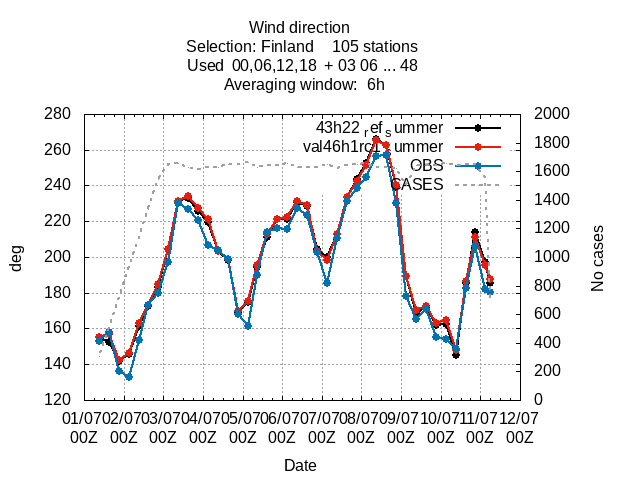 Wind direction
Selection: Finland    105 stations
Used  00,06,12,18  + 03 06 ... 48
Averaging window:  6h
280
260
240
220
200
180
160
140
120
deg
2000
1800
1600
1400
1200
1000
800
600
400
200
0
No cases
43h22_ref_summer
OBS
CASES
01/07 02/07 03/07 04/07 05/07 06/07 07/07 08/07 09/07 10/07 11/07 12/07
00Z 00Z 00Z 00Z 00Z 00Z 00Z 00Z 00Z 00Z 00Z 00Z
Date